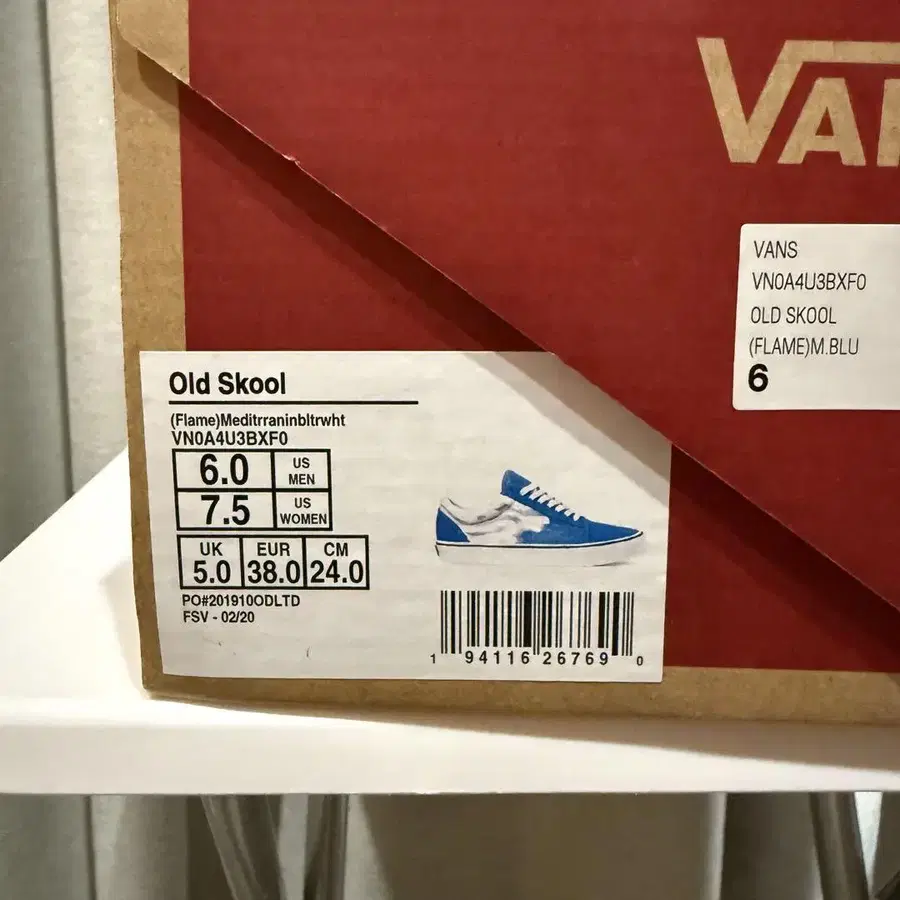 VANS
VN0A4U3BXF0
OLD SKOOL
(FLAME)M.BLU
6
Old Skool
(Flame)Meditrraninbltrwht
VN0A4U3BXF0
6.0 US MEN
7.5 US WOMEN
UK EUR CM
5.0 38.0 24.0
PO#201910ODLTD
FSV - 02/20
1 94116 26769 0